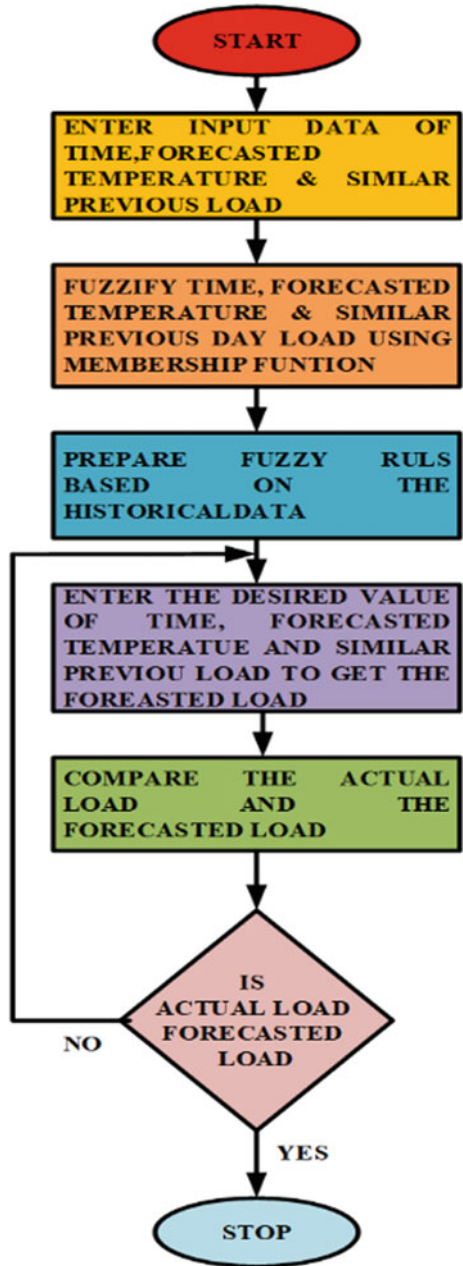 START
ENTER INPUT DATA OF
TIME,FORECASTED
TEMPERATURE & SIMLAR
PREVIOUS LOAD
FUZZIFY TIME, FORECASTED
TEMPERATURE & SIMILAR
PREVIOUS DAY LOAD USING
MEMBERSHIP FUNTION
PREPARE FUZZY RULS
BASED ON THE
HISTORICALDATA
ENTER THE DESIRED VALUE
OF TIME, FORECASTED
TEMPERATUE AND SIMILAR
PREVIOU LOAD TO GET THE
FOREASTED LOAD
COMPARE THE ACTUAL
LOAD AND THE
FORECASTED LOAD
IS
ACTUAL LOAD
FORECASTED
LOAD
NO
YES
STOP